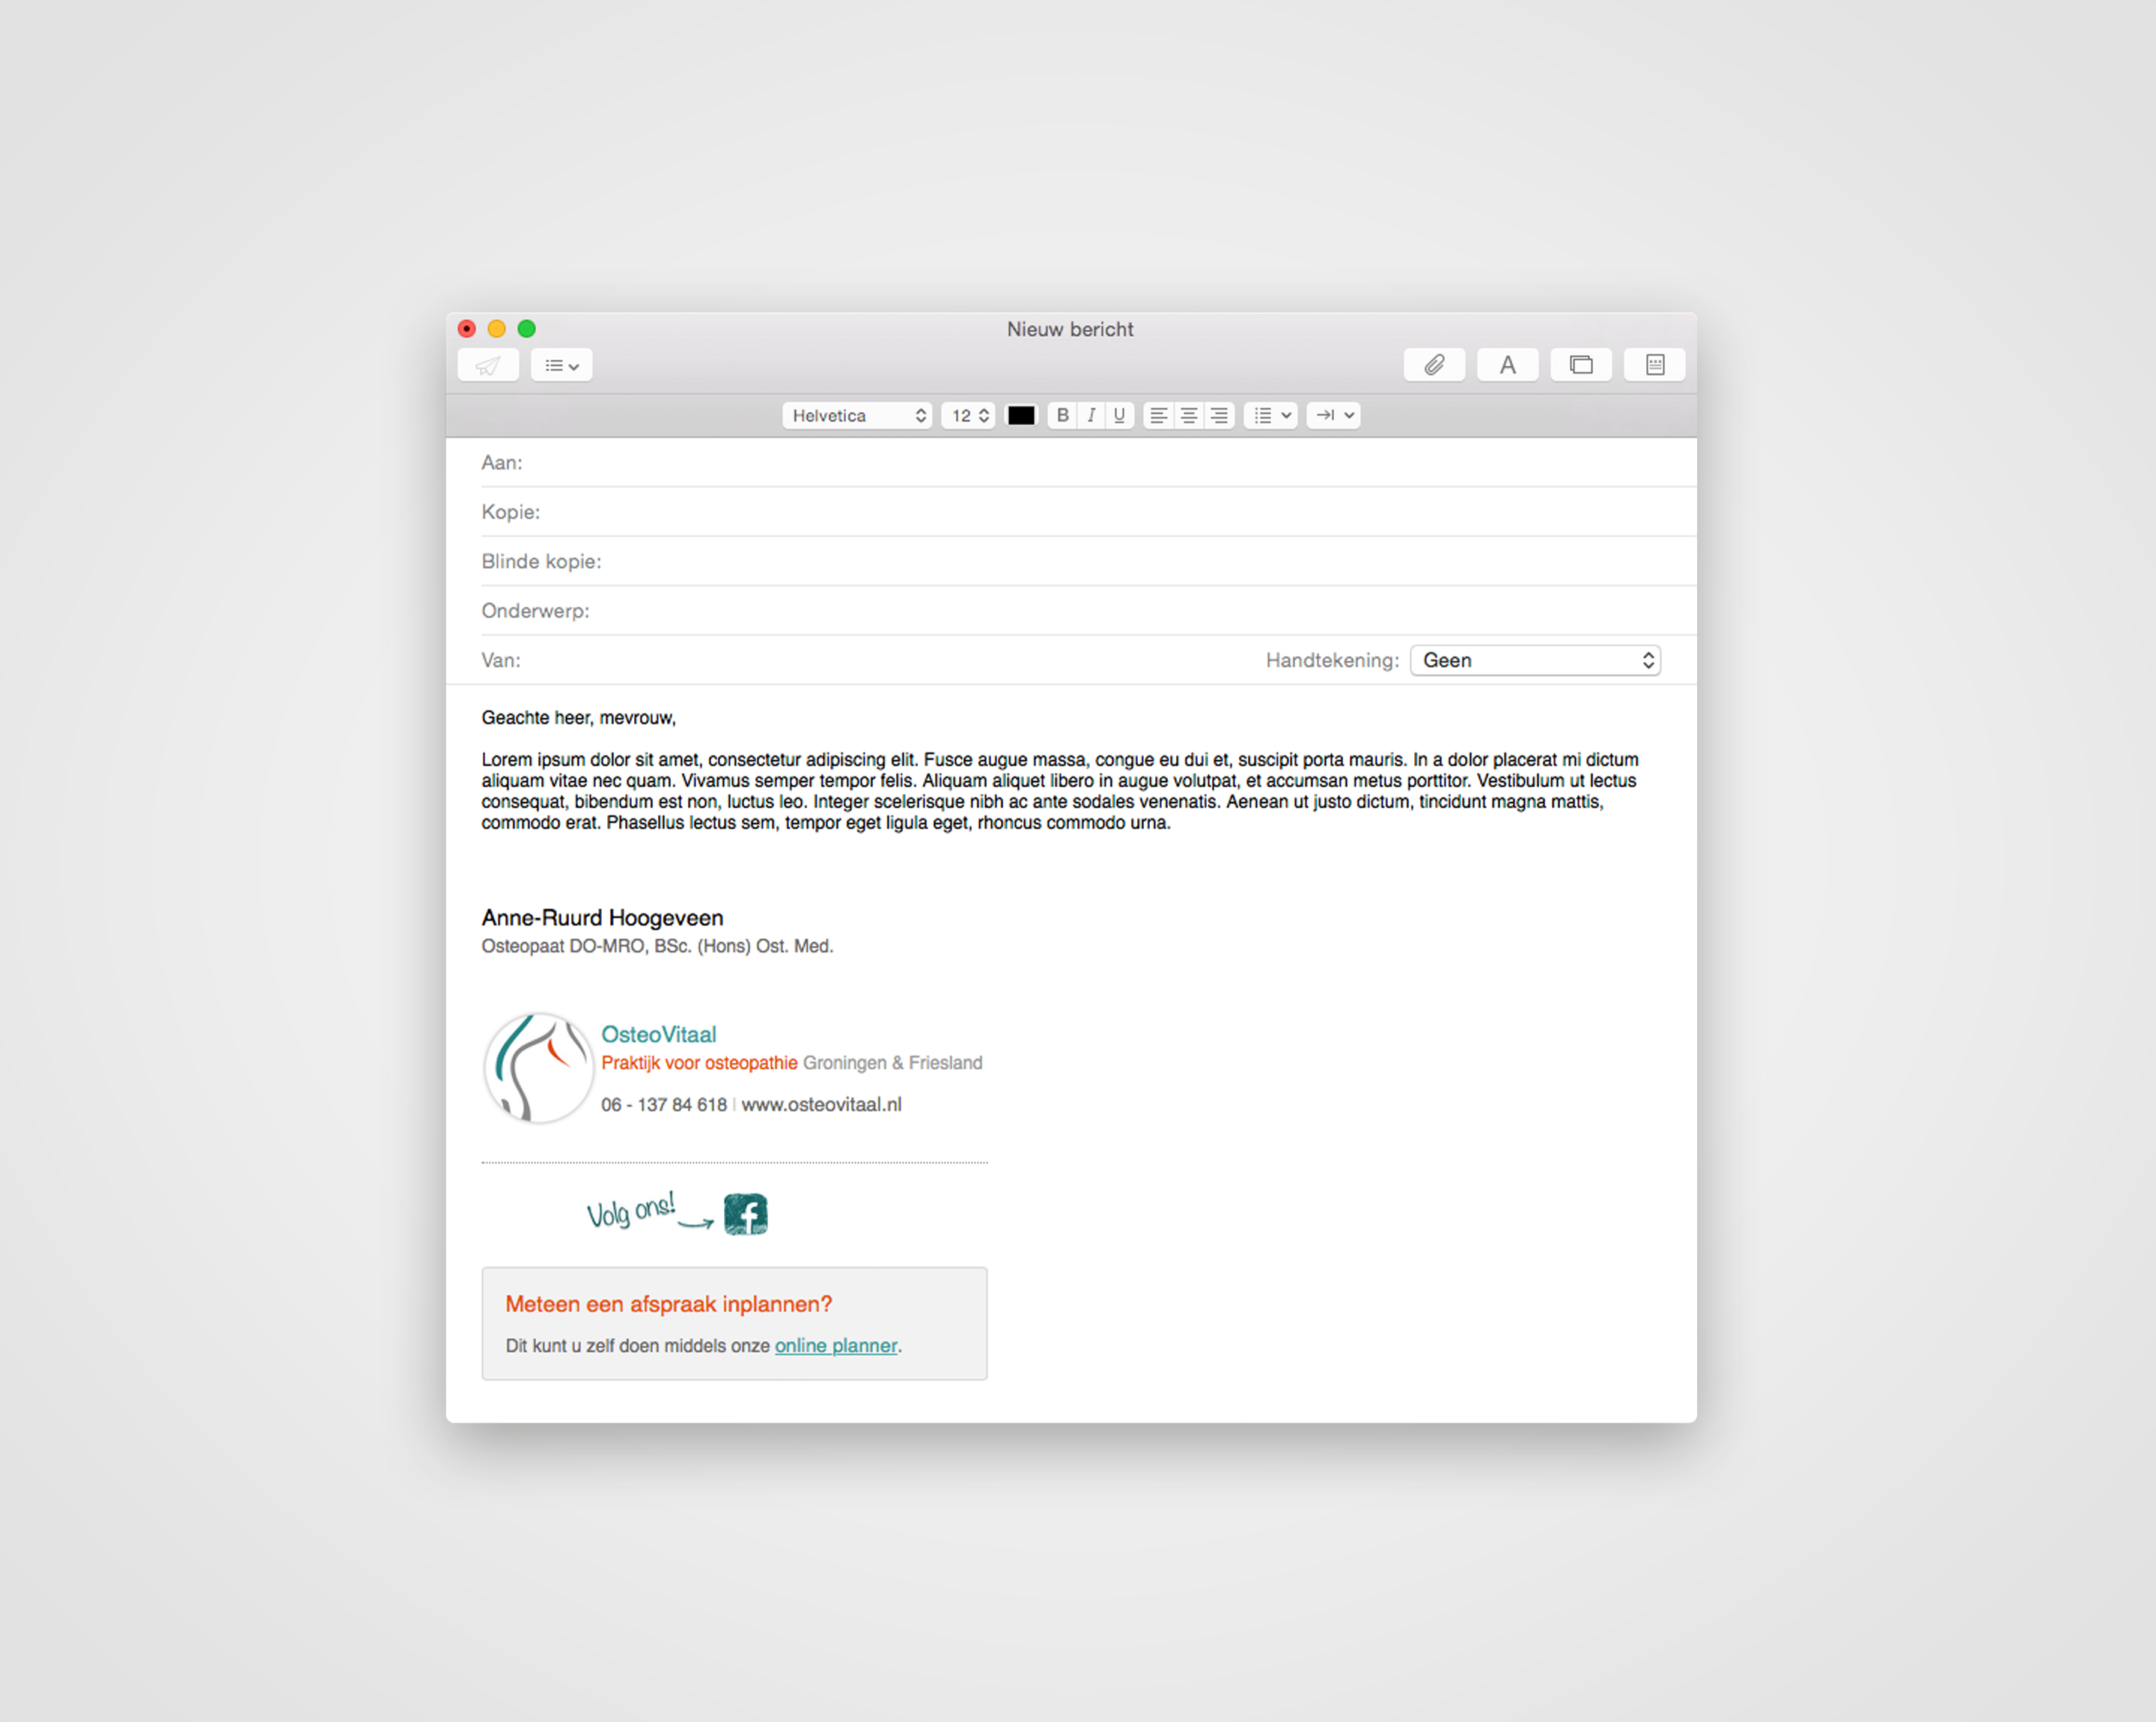 Nieuw bericht
A
Helvetica 12 B I U
Aan:
Kopie:
Blinde kopie:
Onderwerp:
Van: Handtekening: Geen
Geachte heer, mevrouw,
Lorem ipsum dolor sit amet, consectetur adipiscing elit. Fusce augue massa, congue eu dui et, suscipit porta mauris. In a dolor placerat mi dictum
aliquam vitae nec quam. Vivamus semper tempor felis. Aliquam aliquet libero in augue volutpat, et accumsan metus porttitor. Vestibulum ut lectus
consequat, bibendum est non, luctus leo. Integer scelerisque nibh ac ante sodales venenatis. Aenean ut justo dictum, tincidunt magna mattis,
commodo erat. Phasellus lectus sem, tempor eget ligula eget, rhoncus commodo urna.
Anne-Ruurd Hoogeveen
Osteopaat DO-MRO, BSc. (Hons) Ost. Med.
OsteoVitaal
Praktijk voor osteopathie Groningen & Friesland
06 - 137 84 618 | www.osteovitaal.nl
Volg ons! f
Meteen een afspraak inplannen?
Dit kunt u zelf doen middels onze online planner.